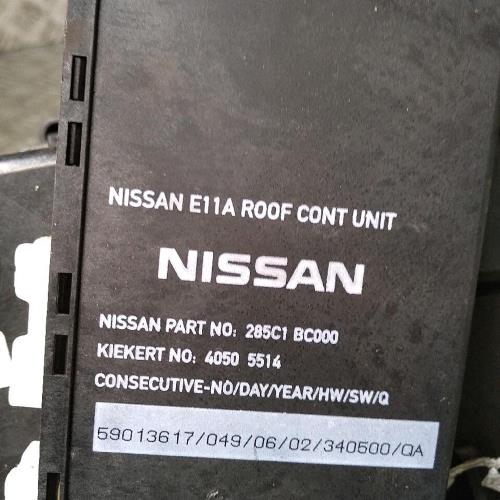 NISSAN E11A ROOF CONT UNIT
NISSAN
NISSAN PART NO: 285C1 BC000
KIEKERT NO: 4050 5514
CONSECUTIVE-NO/DAY/YEAR/HW/SW/Q
59013617/049/06/02/340500/QA